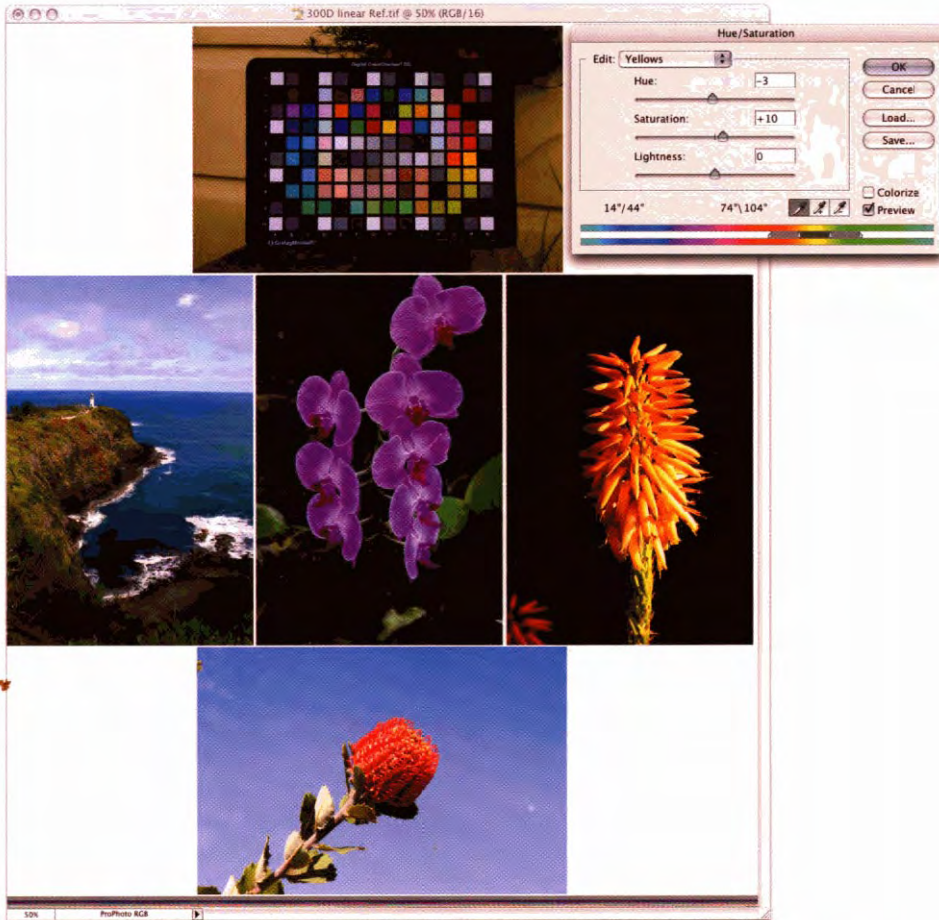 300D linear Ref.tif @ 50% (RGB/16)
Hue/Saturation
Edit: Yellows
OK
Hue: -3
Cancel
Saturation: +10
Load...
Save...
Lightness: 0
Colorize
14°/44° 74°\104° Preview
50% ProPhoto RGB